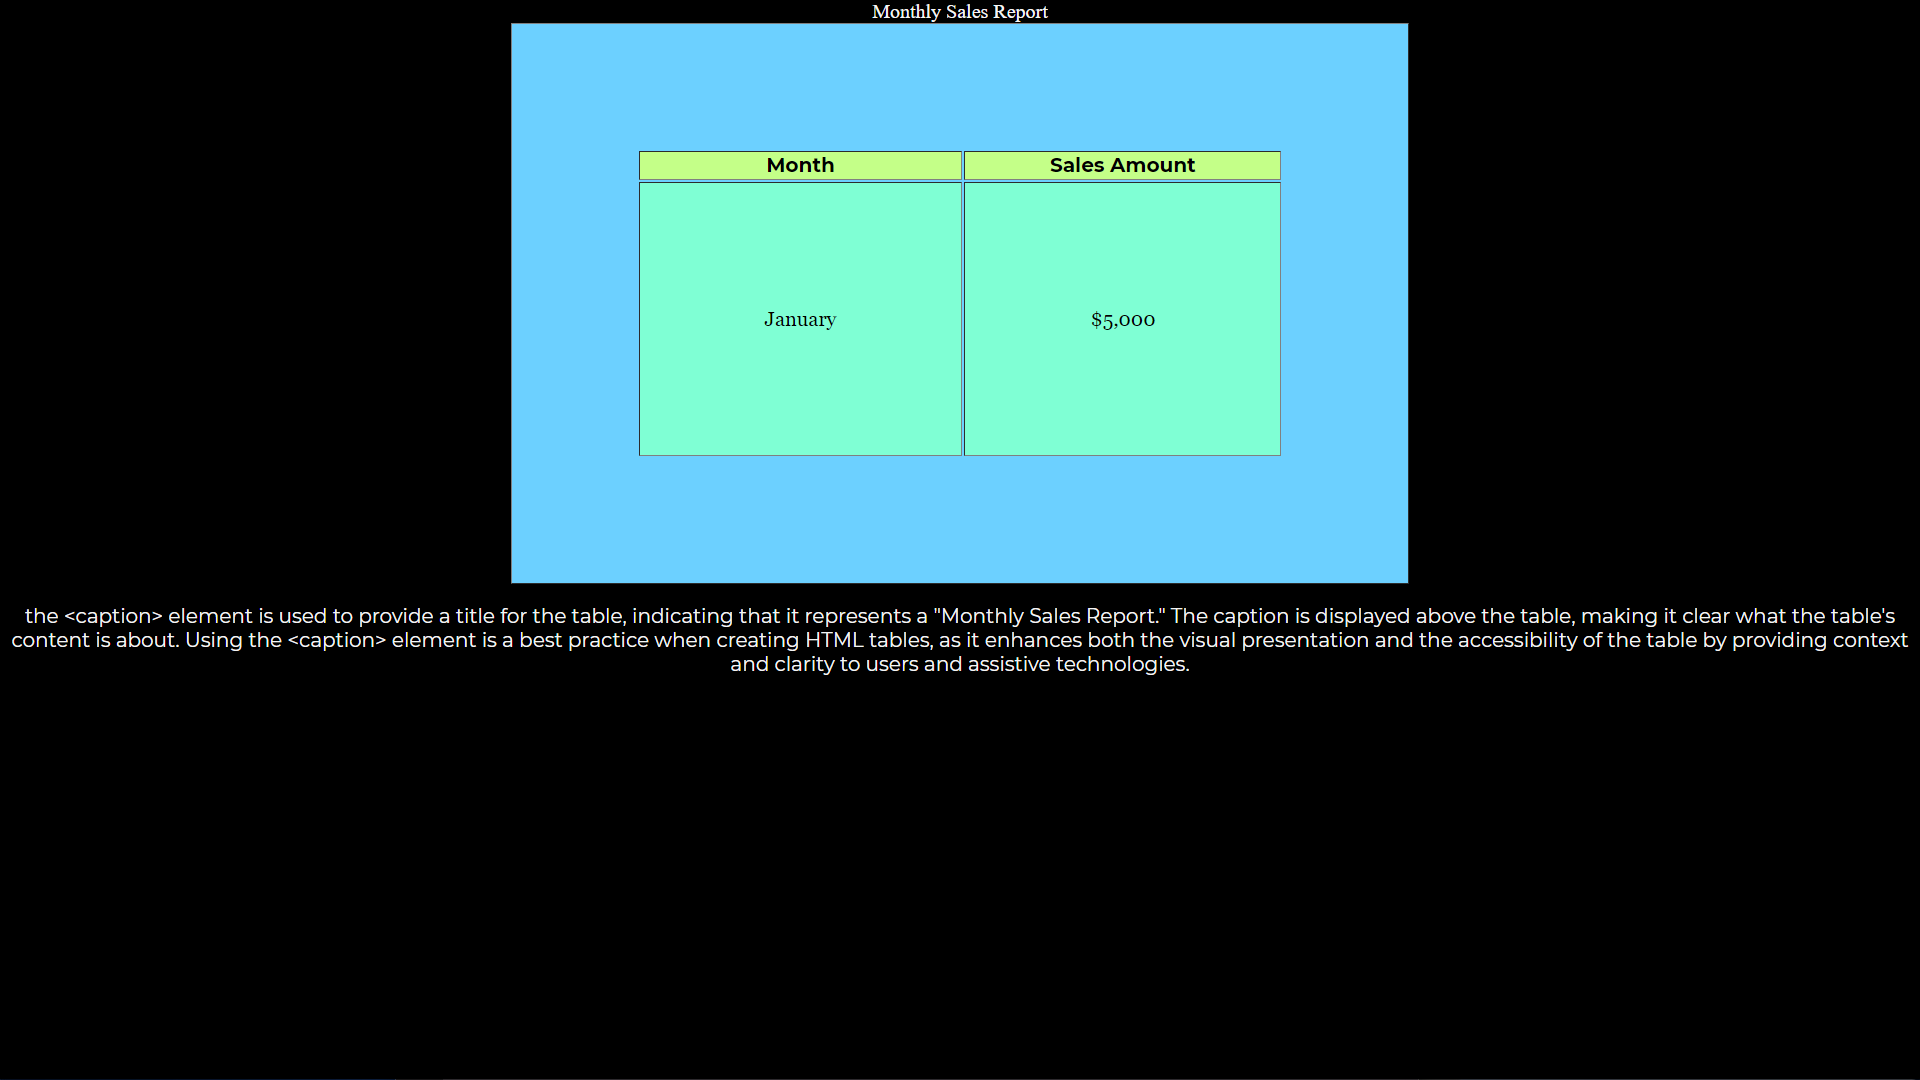 Monthly Sales Report
Month Sales Amount
January $5,000
the <caption> element is used to provide a title for the table, indicating that it represents a "Monthly Sales Report." The caption is displayed above the table, making it clear what the table's
content is about. Using the <caption> element is a best practice when creating HTML tables, as it enhances both the visual presentation and the accessibility of the table by providing context
and clarity to users and assistive technologies.